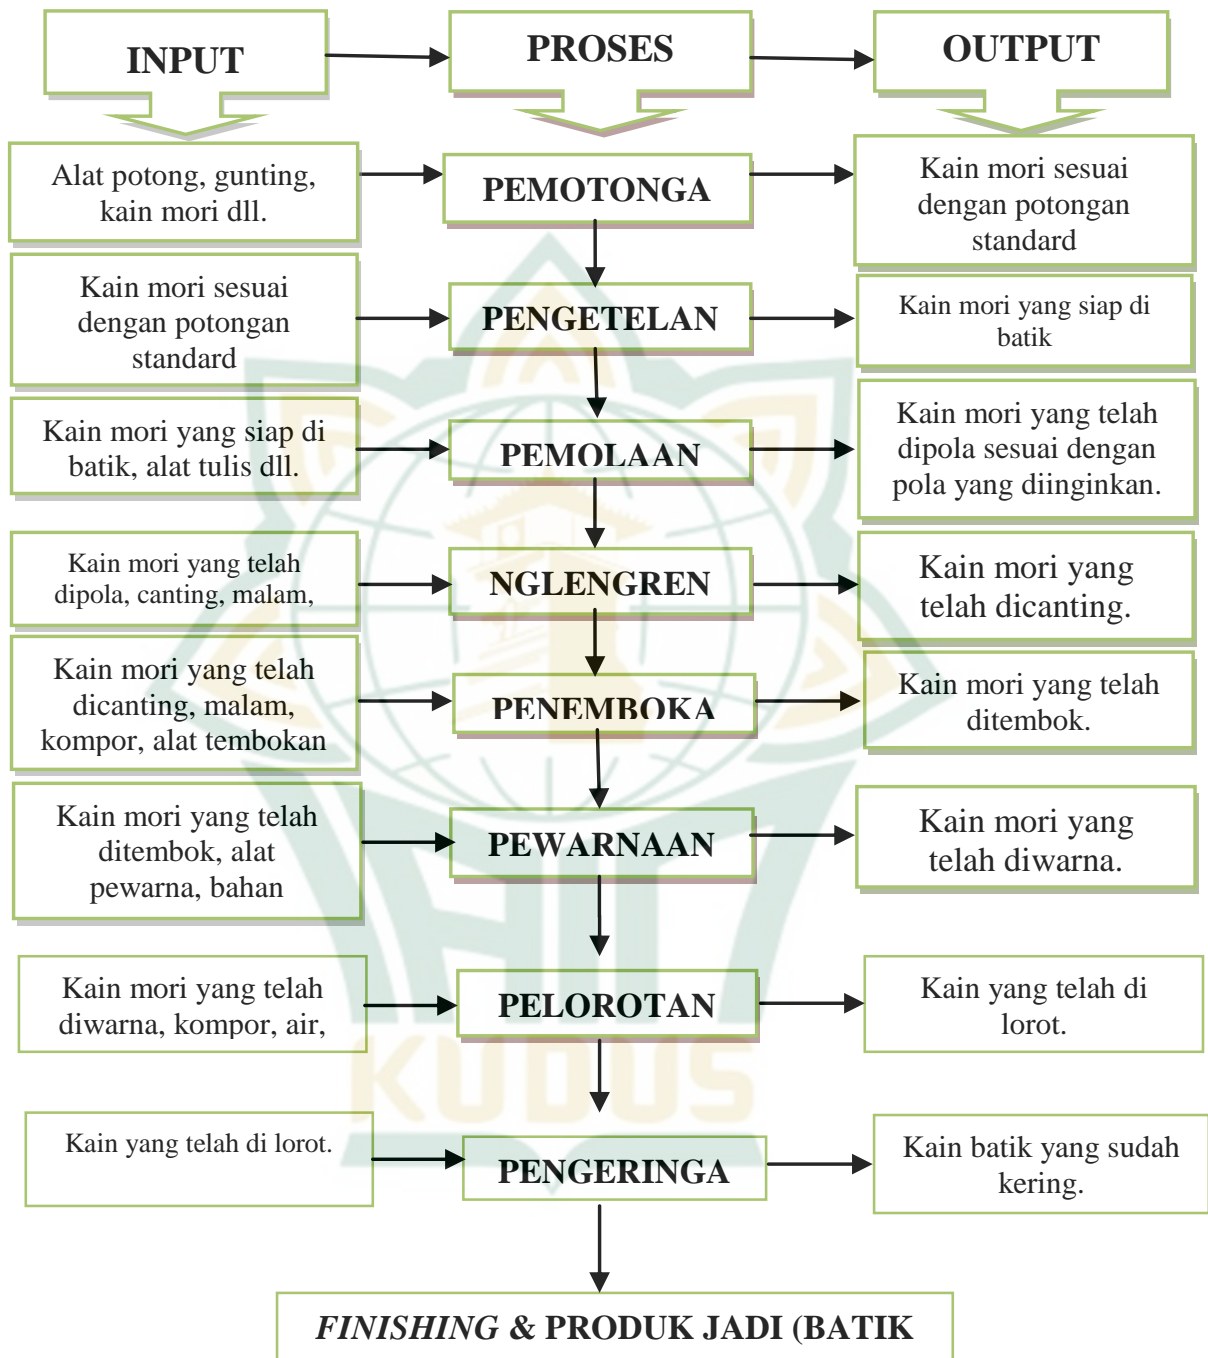 INPUT
PROSES
OUTPUT
Alat potong, gunting,
kain mori dll.
PEMOTONGA
Kain mori sesuai
dengan potongan
standard
Kain mori sesuai
dengan potongan
standard
PENGETELAN
Kain mori yang siap di
batik
Kain mori yang siap di
batik, alat tulis dll.
PEMOLAAN
Kain mori yang telah
dipola sesuai dengan
pola yang diinginkan.
Kain mori yang telah
dipola, canting, malam,
NGLENGREN
Kain mori yang
telah dicanting.
Kain mori yang telah
dicanting, malam,
kompor, alat tembokan
PENEMBOKA
Kain mori yang telah
ditembok.
Kain mori yang telah
ditembok, alat
pewarna, bahan
PEWARNAAN
Kain mori yang
telah diwarna.
Kain mori yang telah
diwarna, kompor, air,
PELOROTAN
Kain yang telah di
lorot.
KUDUS
Kain yang telah di lorot.
PENGERINGA
Kain batik yang sudah
kering.
FINISHING & PRODUK JADI (BATIK